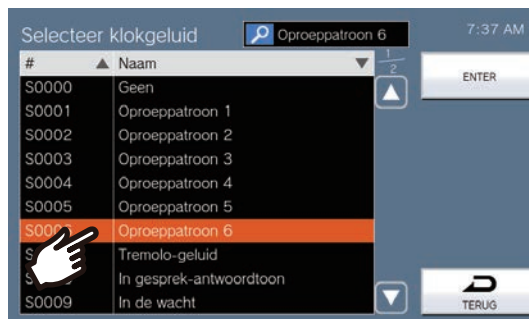 Selecteer klokgeluid
Oproeppatroon 6
7:37 AM
# Naam
1/2
ENTER
S0000 Geen
S0001 Oproeppatroon 1
S0002 Oproeppatroon 2
S0003 Oproeppatroon 3
S0004 Oproeppatroon 4
S0005 Oproeppatroon 5
Oproeppatroon 6
Tremolo-geluid
In gesprek-antwoordtoon
S0009 In de wacht
TERUG